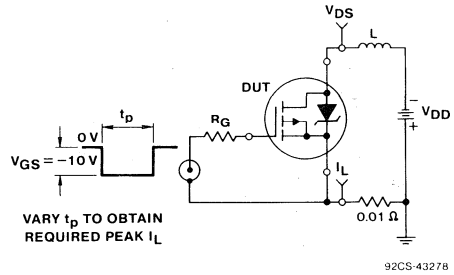 V_DS
L
DUT
R_G
0 V
t_p
V_GS = −10 V
− V_DD +
I_L
0.01 Ω
VARY t_p TO OBTAIN
REQUIRED PEAK I_L
92CS-43278